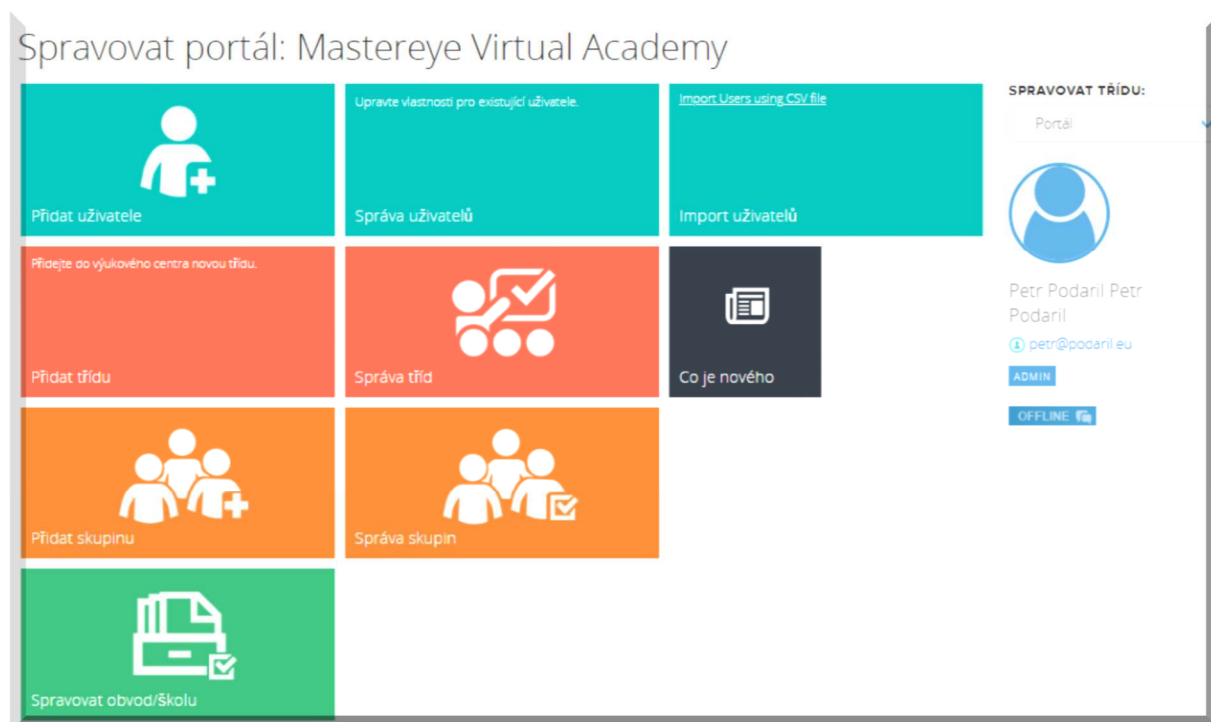 Spravovat portál: Mastereye Virtual Academy
Přidat uživatele
Upravte vlastnosti pro existující uživatele.
Správa uživatelů
Import Users using CSV file
Import uživatelů
Přidejte do výukového centra novou třídu.
Přidat třídu
Správa tříd
Co je nového
Přidat skupinu
Správa skupin
Spravovat obvod/školu
SPRAVOVAT TŘÍDU:
Portál
Petr Podaril Petr
Podaril
petr@podaril.eu
ADMIN
OFFLINE